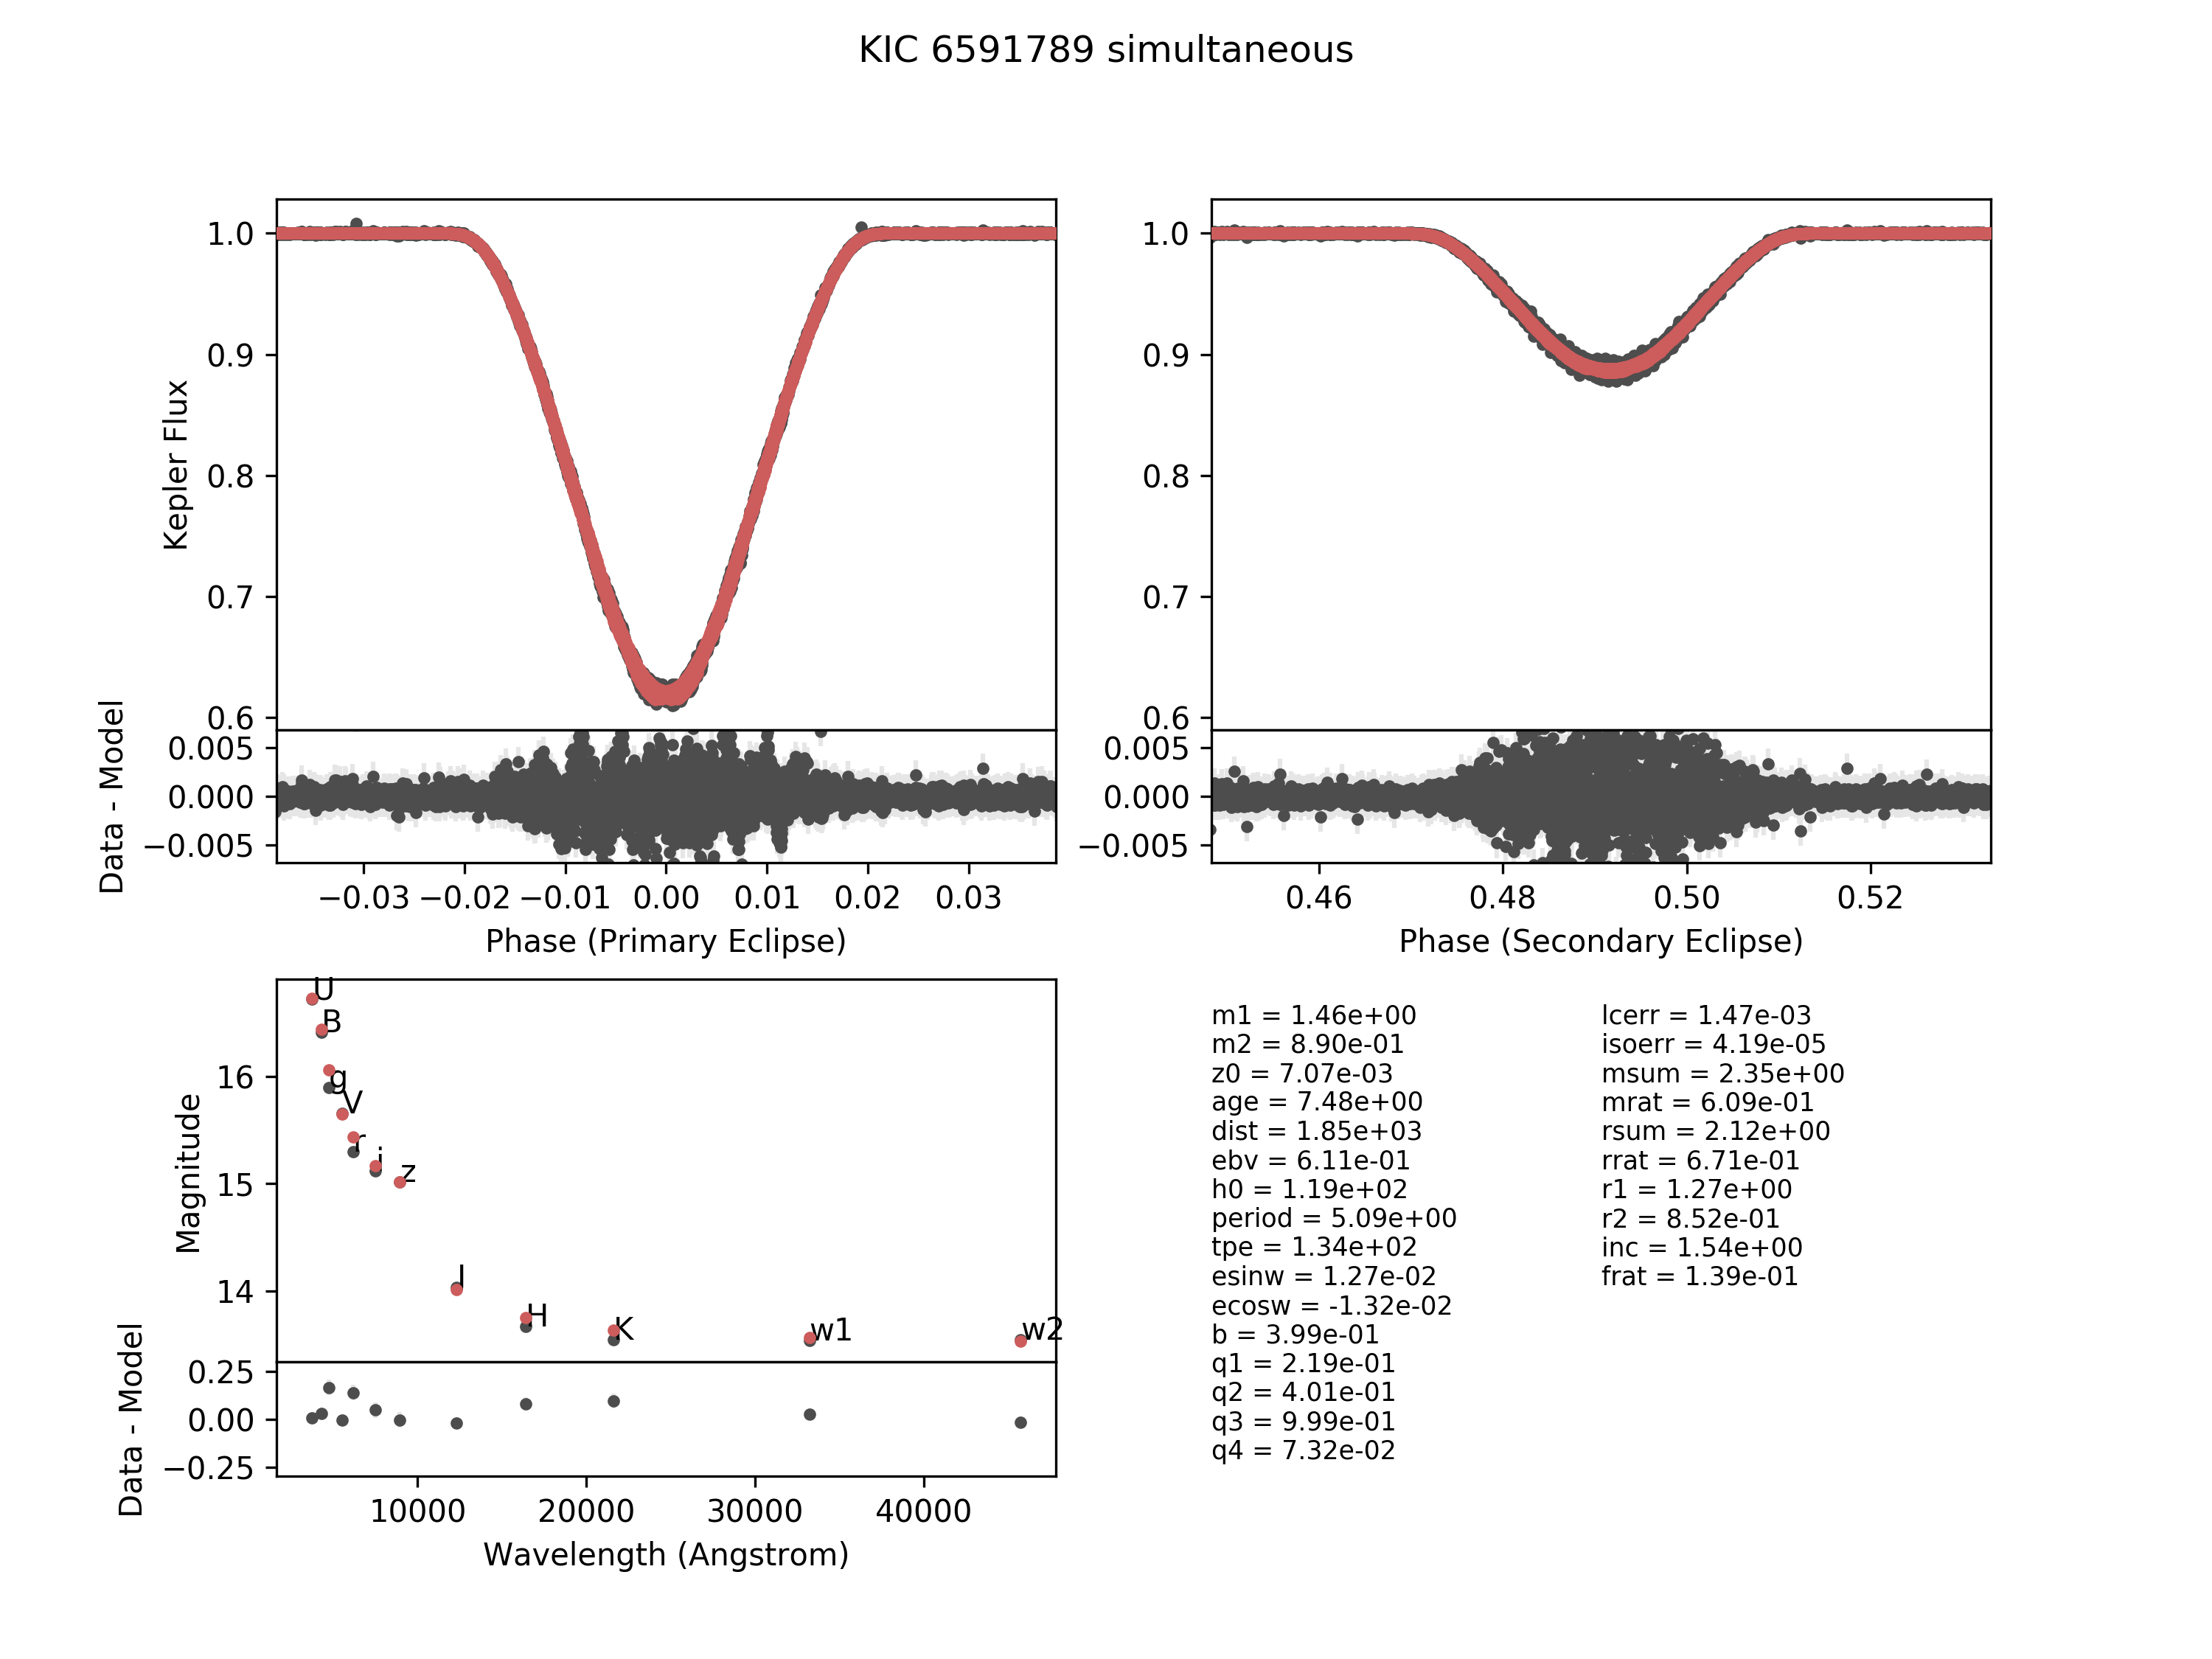 KIC 6591789 simultaneous
1.0
0.9
0.8
0.7
0.6
Kepler Flux
0.005
0.000
−0.005
Data - Model
−0.03 −0.02 −0.01 0.00 0.01 0.02 0.03
Phase (Primary Eclipse)
1.0
0.9
0.8
0.7
0.6
0.005
0.000
−0.005
0.46 0.48 0.50 0.52
Phase (Secondary Eclipse)
U
B
g
V
r
i
z
J
H
K
w1
w2
16
15
14
Magnitude
0.25
0.00
−0.25
Data - Model
10000 20000 30000 40000
Wavelength (Angstrom)
m1 = 1.46e+00
m2 = 8.90e-01
z0 = 7.07e-03
age = 7.48e+00
dist = 1.85e+03
ebv = 6.11e-01
h0 = 1.19e+02
period = 5.09e+00
tpe = 1.34e+02
esinw = 1.27e-02
ecosw = -1.32e-02
b = 3.99e-01
q1 = 2.19e-01
q2 = 4.01e-01
q3 = 9.99e-01
q4 = 7.32e-02
lcerr = 1.47e-03
isoerr = 4.19e-05
msum = 2.35e+00
mrat = 6.09e-01
rsum = 2.12e+00
rrat = 6.71e-01
r1 = 1.27e+00
r2 = 8.52e-01
inc = 1.54e+00
frat = 1.39e-01